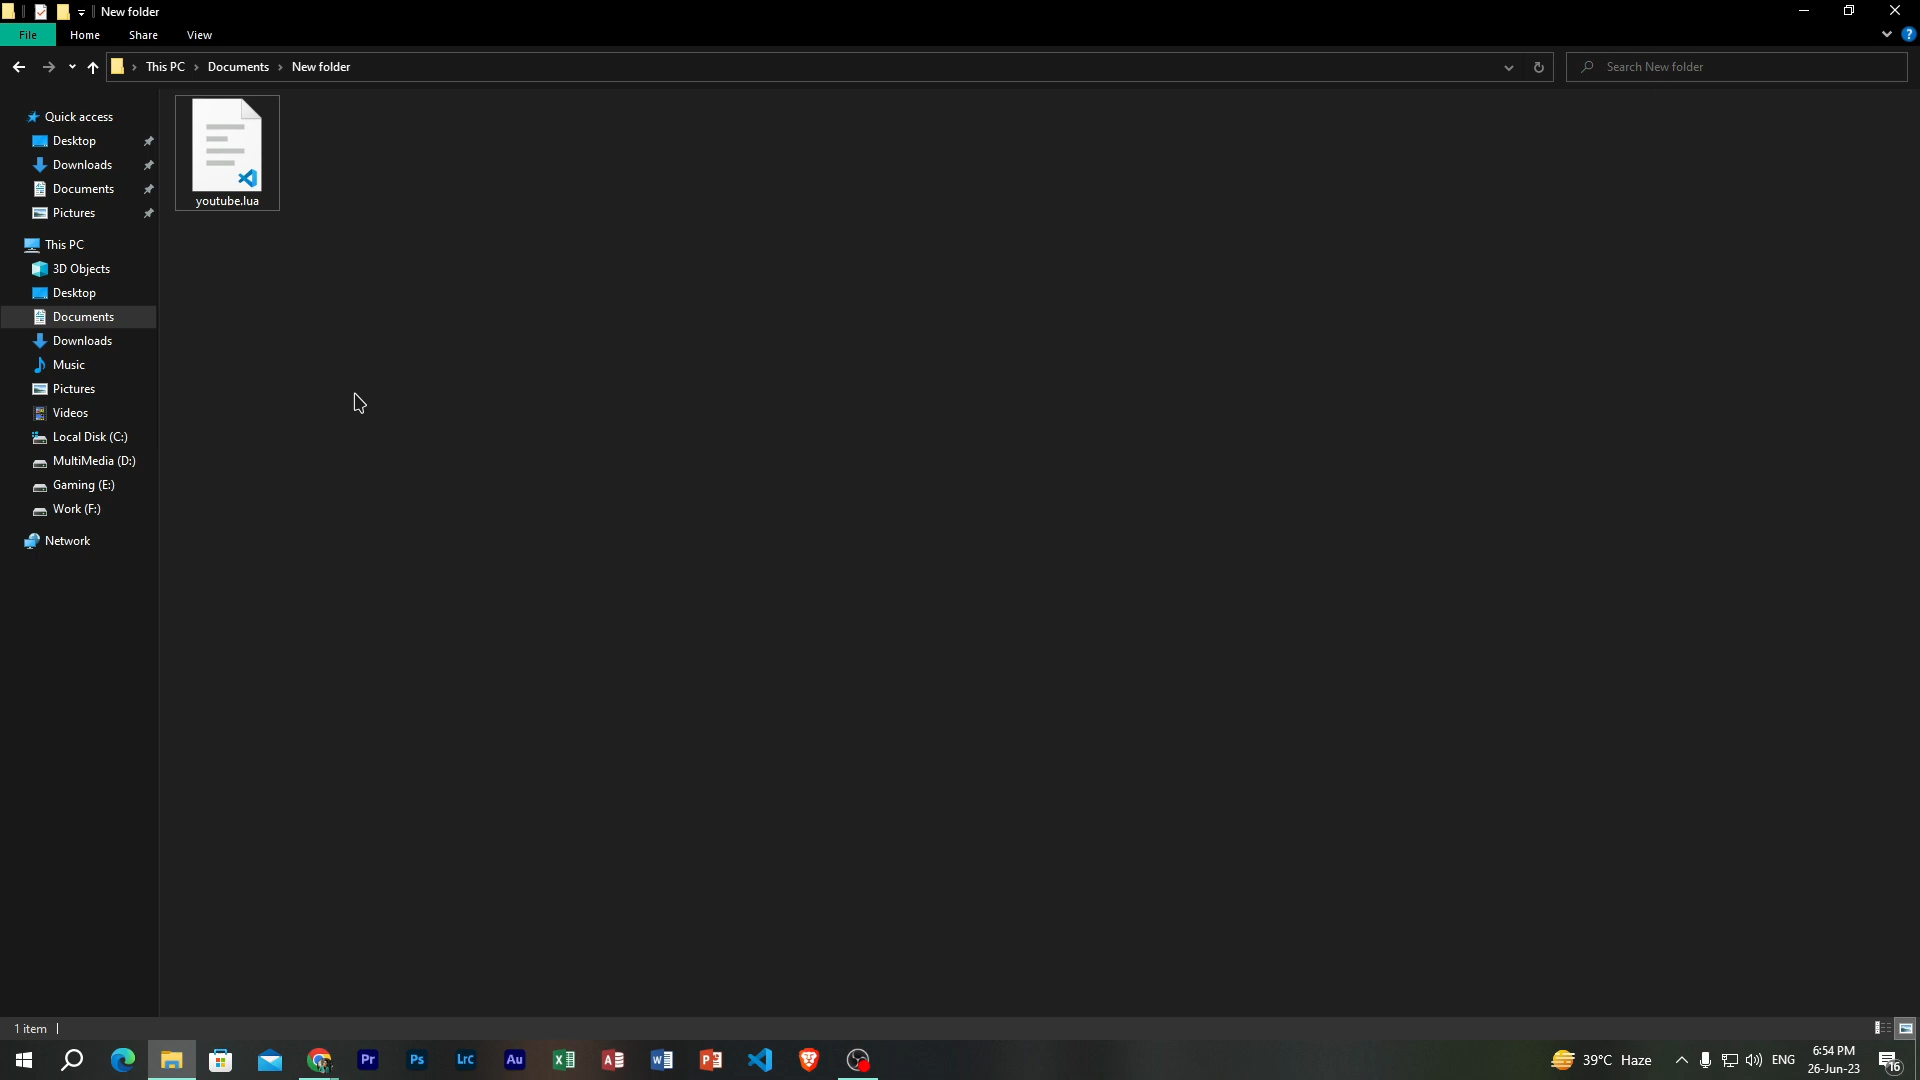 New folder
File Home Share View
This PC Documents New folder
Search New folder
Quick access
Desktop
Downloads
Documents
Pictures
This PC
3D Objects
Desktop
Documents
Downloads
Music
Pictures
Videos
Local Disk (C:)
MultiMedia (D:)
Gaming (E:)
Work (F:)
Network
youtube.lua
1 item
Pr Ps LrC Au
39°C Haze
ENG
6:54 PM
26-Jun-23
16